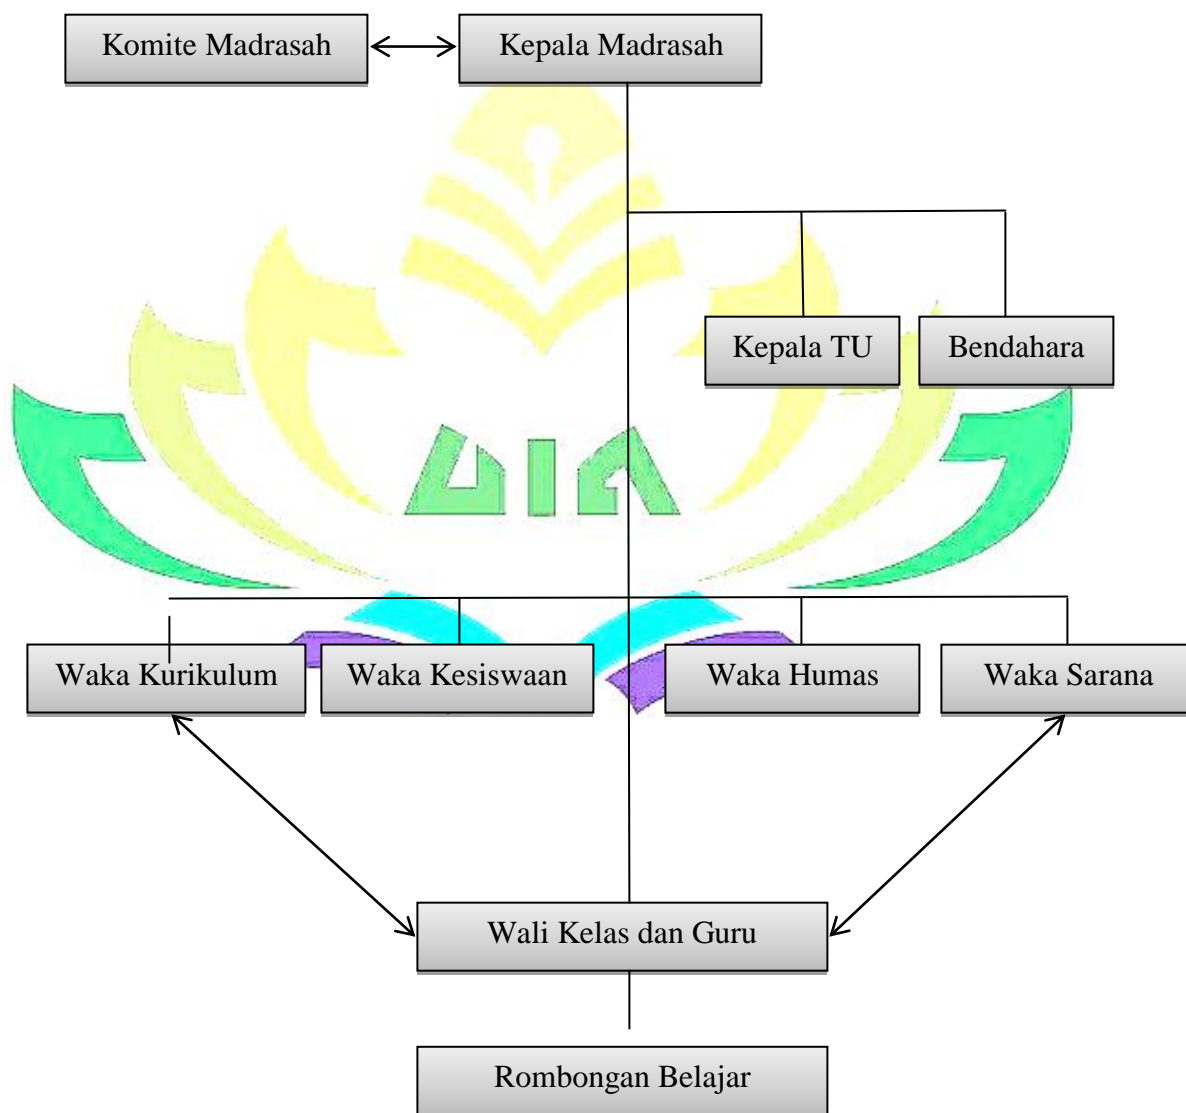 Komite Madrasah
Kepala Madrasah
Kepala TU
Bendahara
Waka Kurikulum
Waka Kesiswaan
Waka Humas
Waka Sarana
Wali Kelas dan Guru
Rombongan Belajar